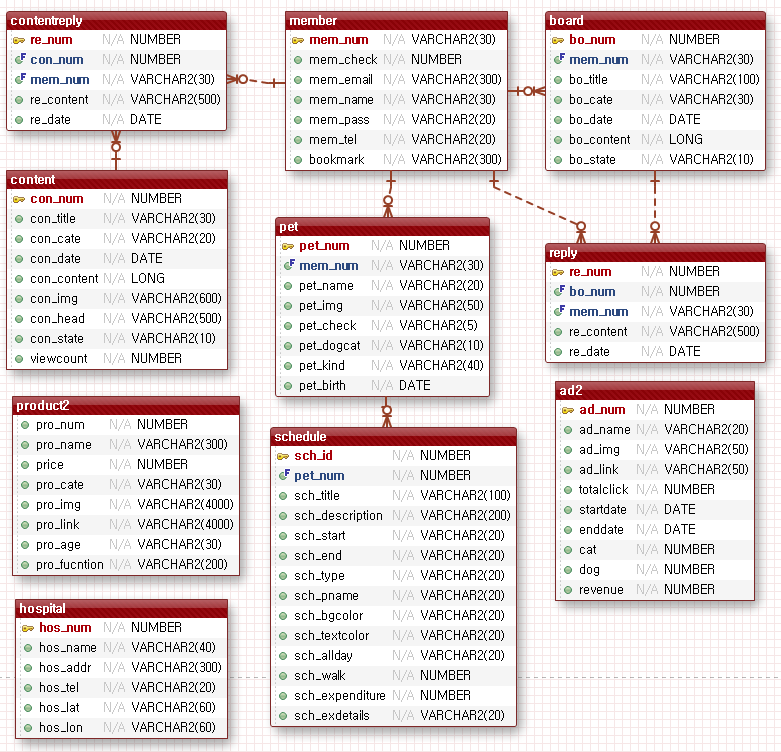 contentreply
re_num N/A NUMBER
con_num N/A NUMBER
mem_num N/A VARCHAR2(30)
re_content N/A VARCHAR2(500)
re_date N/A DATE
member
mem_num N/A VARCHAR2(30)
mem_check N/A NUMBER
mem_email N/A VARCHAR2(300)
mem_name N/A VARCHAR2(30)
mem_pass N/A VARCHAR2(20)
mem_tel N/A VARCHAR2(20)
bookmark N/A VARCHAR2(300)
board
bo_num N/A NUMBER
mem_num N/A VARCHAR2(30)
bo_title N/A VARCHAR2(100)
bo_cate N/A VARCHAR2(30)
bo_date N/A DATE
bo_content N/A LONG
bo_state N/A VARCHAR2(10)
content
con_num N/A NUMBER
con_title N/A VARCHAR2(30)
con_cate N/A VARCHAR2(20)
con_date N/A DATE
con_content N/A LONG
con_img N/A VARCHAR2(600)
con_head N/A VARCHAR2(500)
con_state N/A VARCHAR2(10)
viewcount N/A NUMBER
pet
pet_num N/A NUMBER
mem_num N/A VARCHAR2(30)
pet_name N/A VARCHAR2(20)
pet_img N/A VARCHAR2(50)
pet_check N/A VARCHAR2(5)
pet_dogcat N/A VARCHAR2(10)
pet_kind N/A VARCHAR2(40)
pet_birth N/A DATE
reply
re_num N/A NUMBER
bo_num N/A NUMBER
mem_num N/A VARCHAR2(30)
re_content N/A VARCHAR2(500)
re_date N/A DATE
product2
pro_num N/A NUMBER
pro_name N/A VARCHAR2(300)
price N/A NUMBER
pro_cate N/A VARCHAR2(30)
pro_img N/A VARCHAR2(4000)
pro_link N/A VARCHAR2(4000)
pro_age N/A VARCHAR2(30)
pro_fucntion N/A VARCHAR2(200)
schedule
sch_id N/A NUMBER
pet_num N/A NUMBER
sch_title N/A VARCHAR2(100)
sch_description N/A VARCHAR2(200)
sch_start N/A VARCHAR2(20)
sch_end N/A VARCHAR2(20)
sch_type N/A VARCHAR2(20)
sch_pname N/A VARCHAR2(20)
sch_bgcolor N/A VARCHAR2(20)
sch_textcolor N/A VARCHAR2(20)
sch_allday N/A VARCHAR2(20)
sch_walk N/A NUMBER
sch_expenditure N/A NUMBER
sch_exdetails N/A VARCHAR2(20)
ad2
ad_num N/A NUMBER
ad_name N/A VARCHAR2(20)
ad_img N/A VARCHAR2(50)
ad_link N/A VARCHAR2(50)
totalclick N/A NUMBER
startdate N/A DATE
enddate N/A DATE
cat N/A NUMBER
dog N/A NUMBER
revenue N/A NUMBER
hospital
hos_num N/A NUMBER
hos_name N/A VARCHAR2(40)
hos_addr N/A VARCHAR2(300)
hos_tel N/A VARCHAR2(20)
hos_lat N/A VARCHAR2(60)
hos_lon N/A VARCHAR2(60)